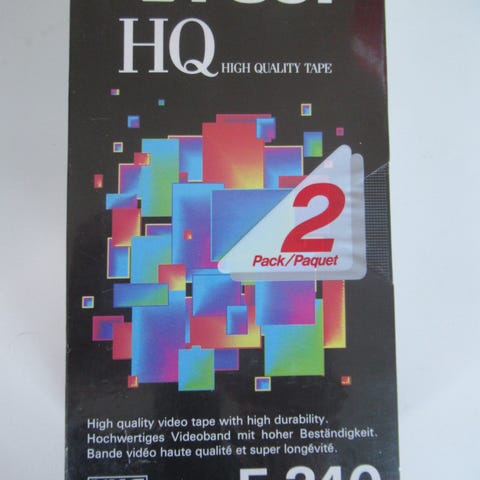 HQ HIGH QUALITY TAPE
2
Pack/Paquet
High quality video tape with high durability.
Hochwertiges Videoband mit hoher Beständigkeit.
Bande vidéo haute qualité et super longévité.